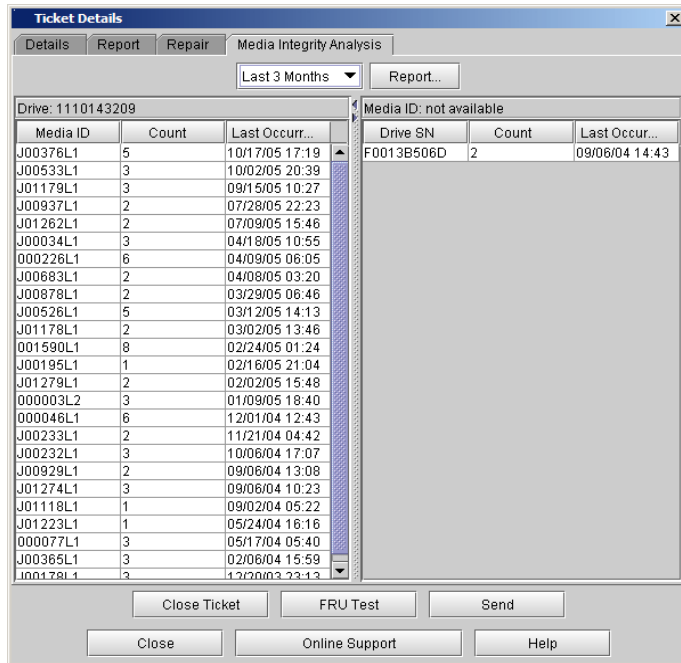 Ticket Details
Details Report Repair Media Integrity Analysis
Last 3 Months Report...
Drive: 1110143209
Media ID Count Last Occurr...
J00376L1 5 10/17/05 17:19
J00533L1 3 10/02/05 20:39
J01179L1 3 09/15/05 10:27
J00937L1 2 07/28/05 22:23
J01262L1 2 07/09/05 15:46
J00034L1 3 04/18/05 10:55
000226L1 6 04/09/05 06:05
J00683L1 2 04/08/05 03:20
J00878L1 2 03/29/05 06:46
J00526L1 5 03/12/05 14:13
J01178L1 2 03/02/05 13:46
001590L1 8 02/24/05 01:24
J00195L1 1 02/16/05 21:04
J01279L1 2 02/02/05 15:48
000003L2 3 01/09/05 18:40
000046L1 6 12/01/04 12:43
J00233L1 2 11/21/04 04:42
J00232L1 3 10/06/04 17:07
J00929L1 2 09/06/04 13:08
J01274L1 3 09/06/04 10:23
J01118L1 1 09/02/04 05:22
J01223L1 1 05/24/04 16:16
000077L1 3 05/17/04 05:40
J00365L1 3 02/06/04 15:59
J00178L1 3 12/20/03 23:13
Media ID: not available
Drive SN Count Last Occur...
F0013B506D 2 09/06/04 14:43
Close Ticket FRU Test Send
Close Online Support Help